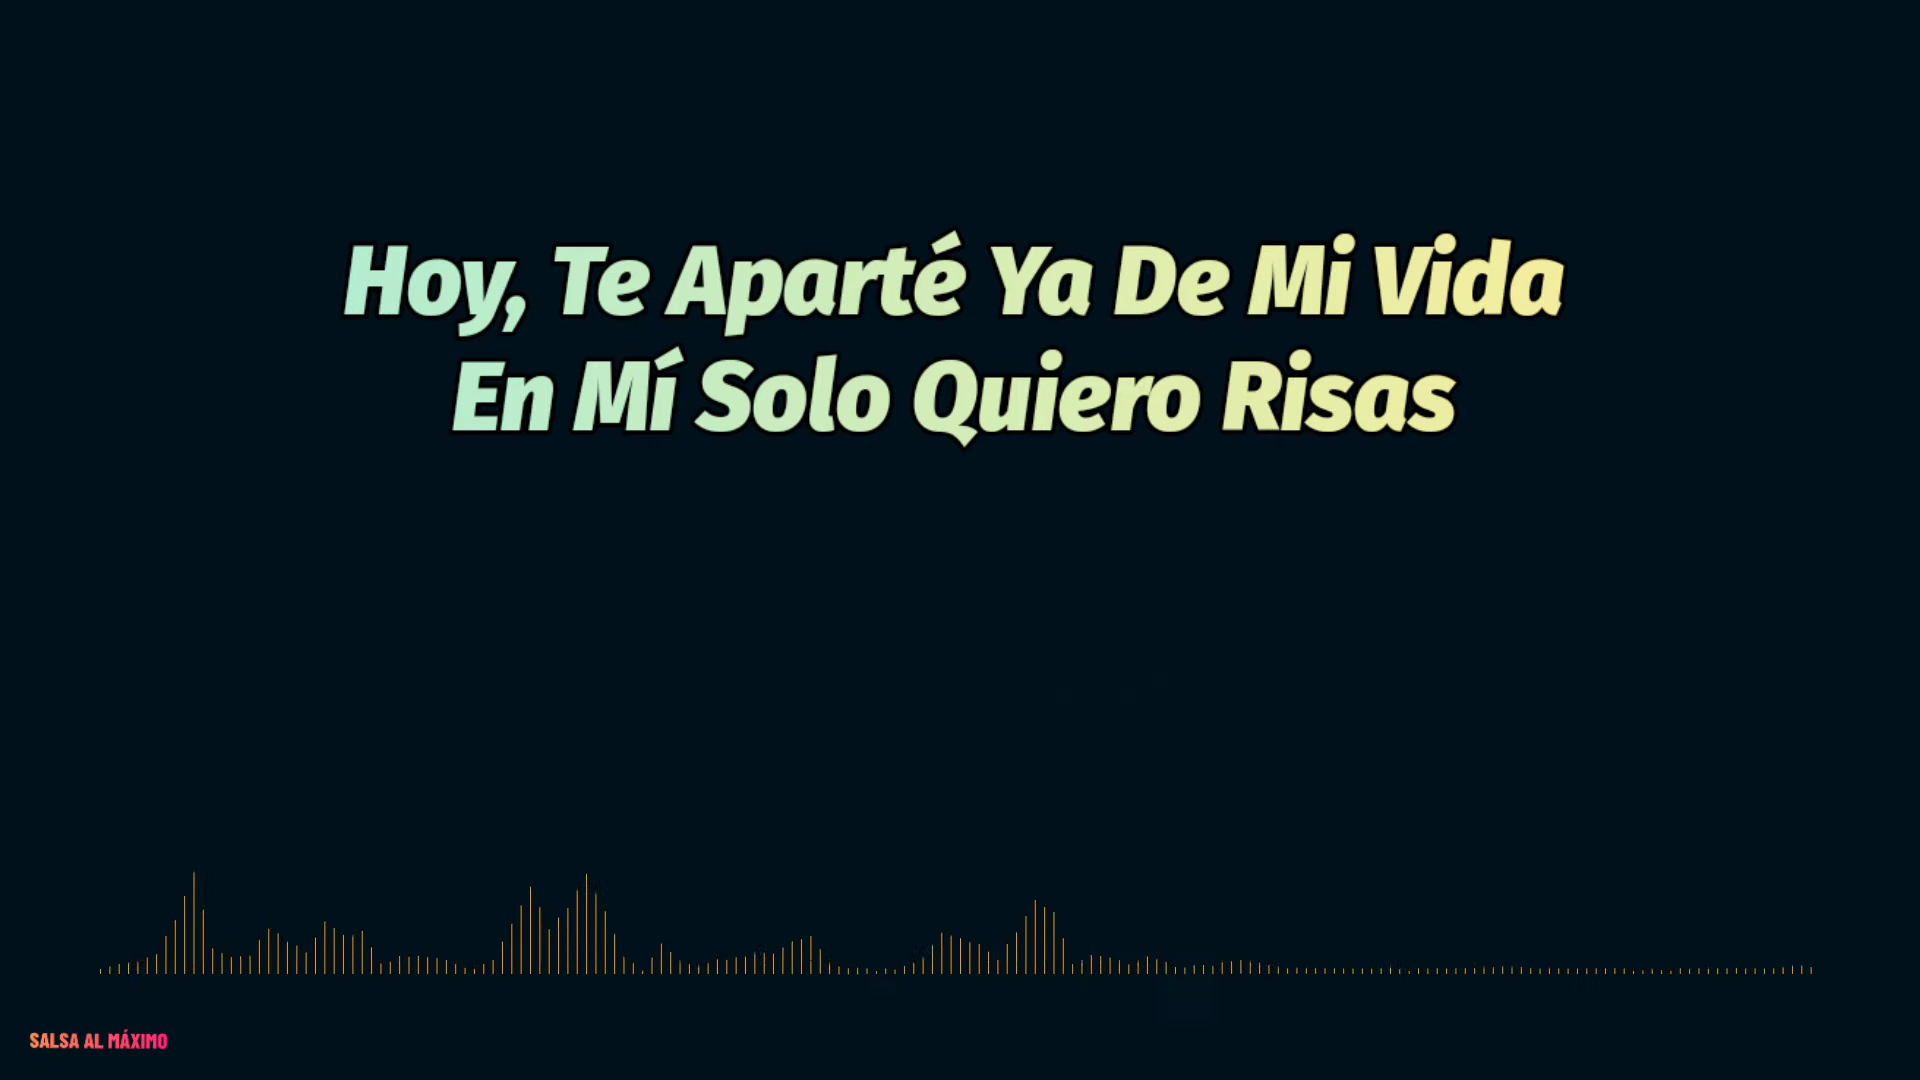 Hoy, Te Aparté Ya De Mi Vida
En Mí Solo Quiero Risas
SALSA AL MÁXIMO